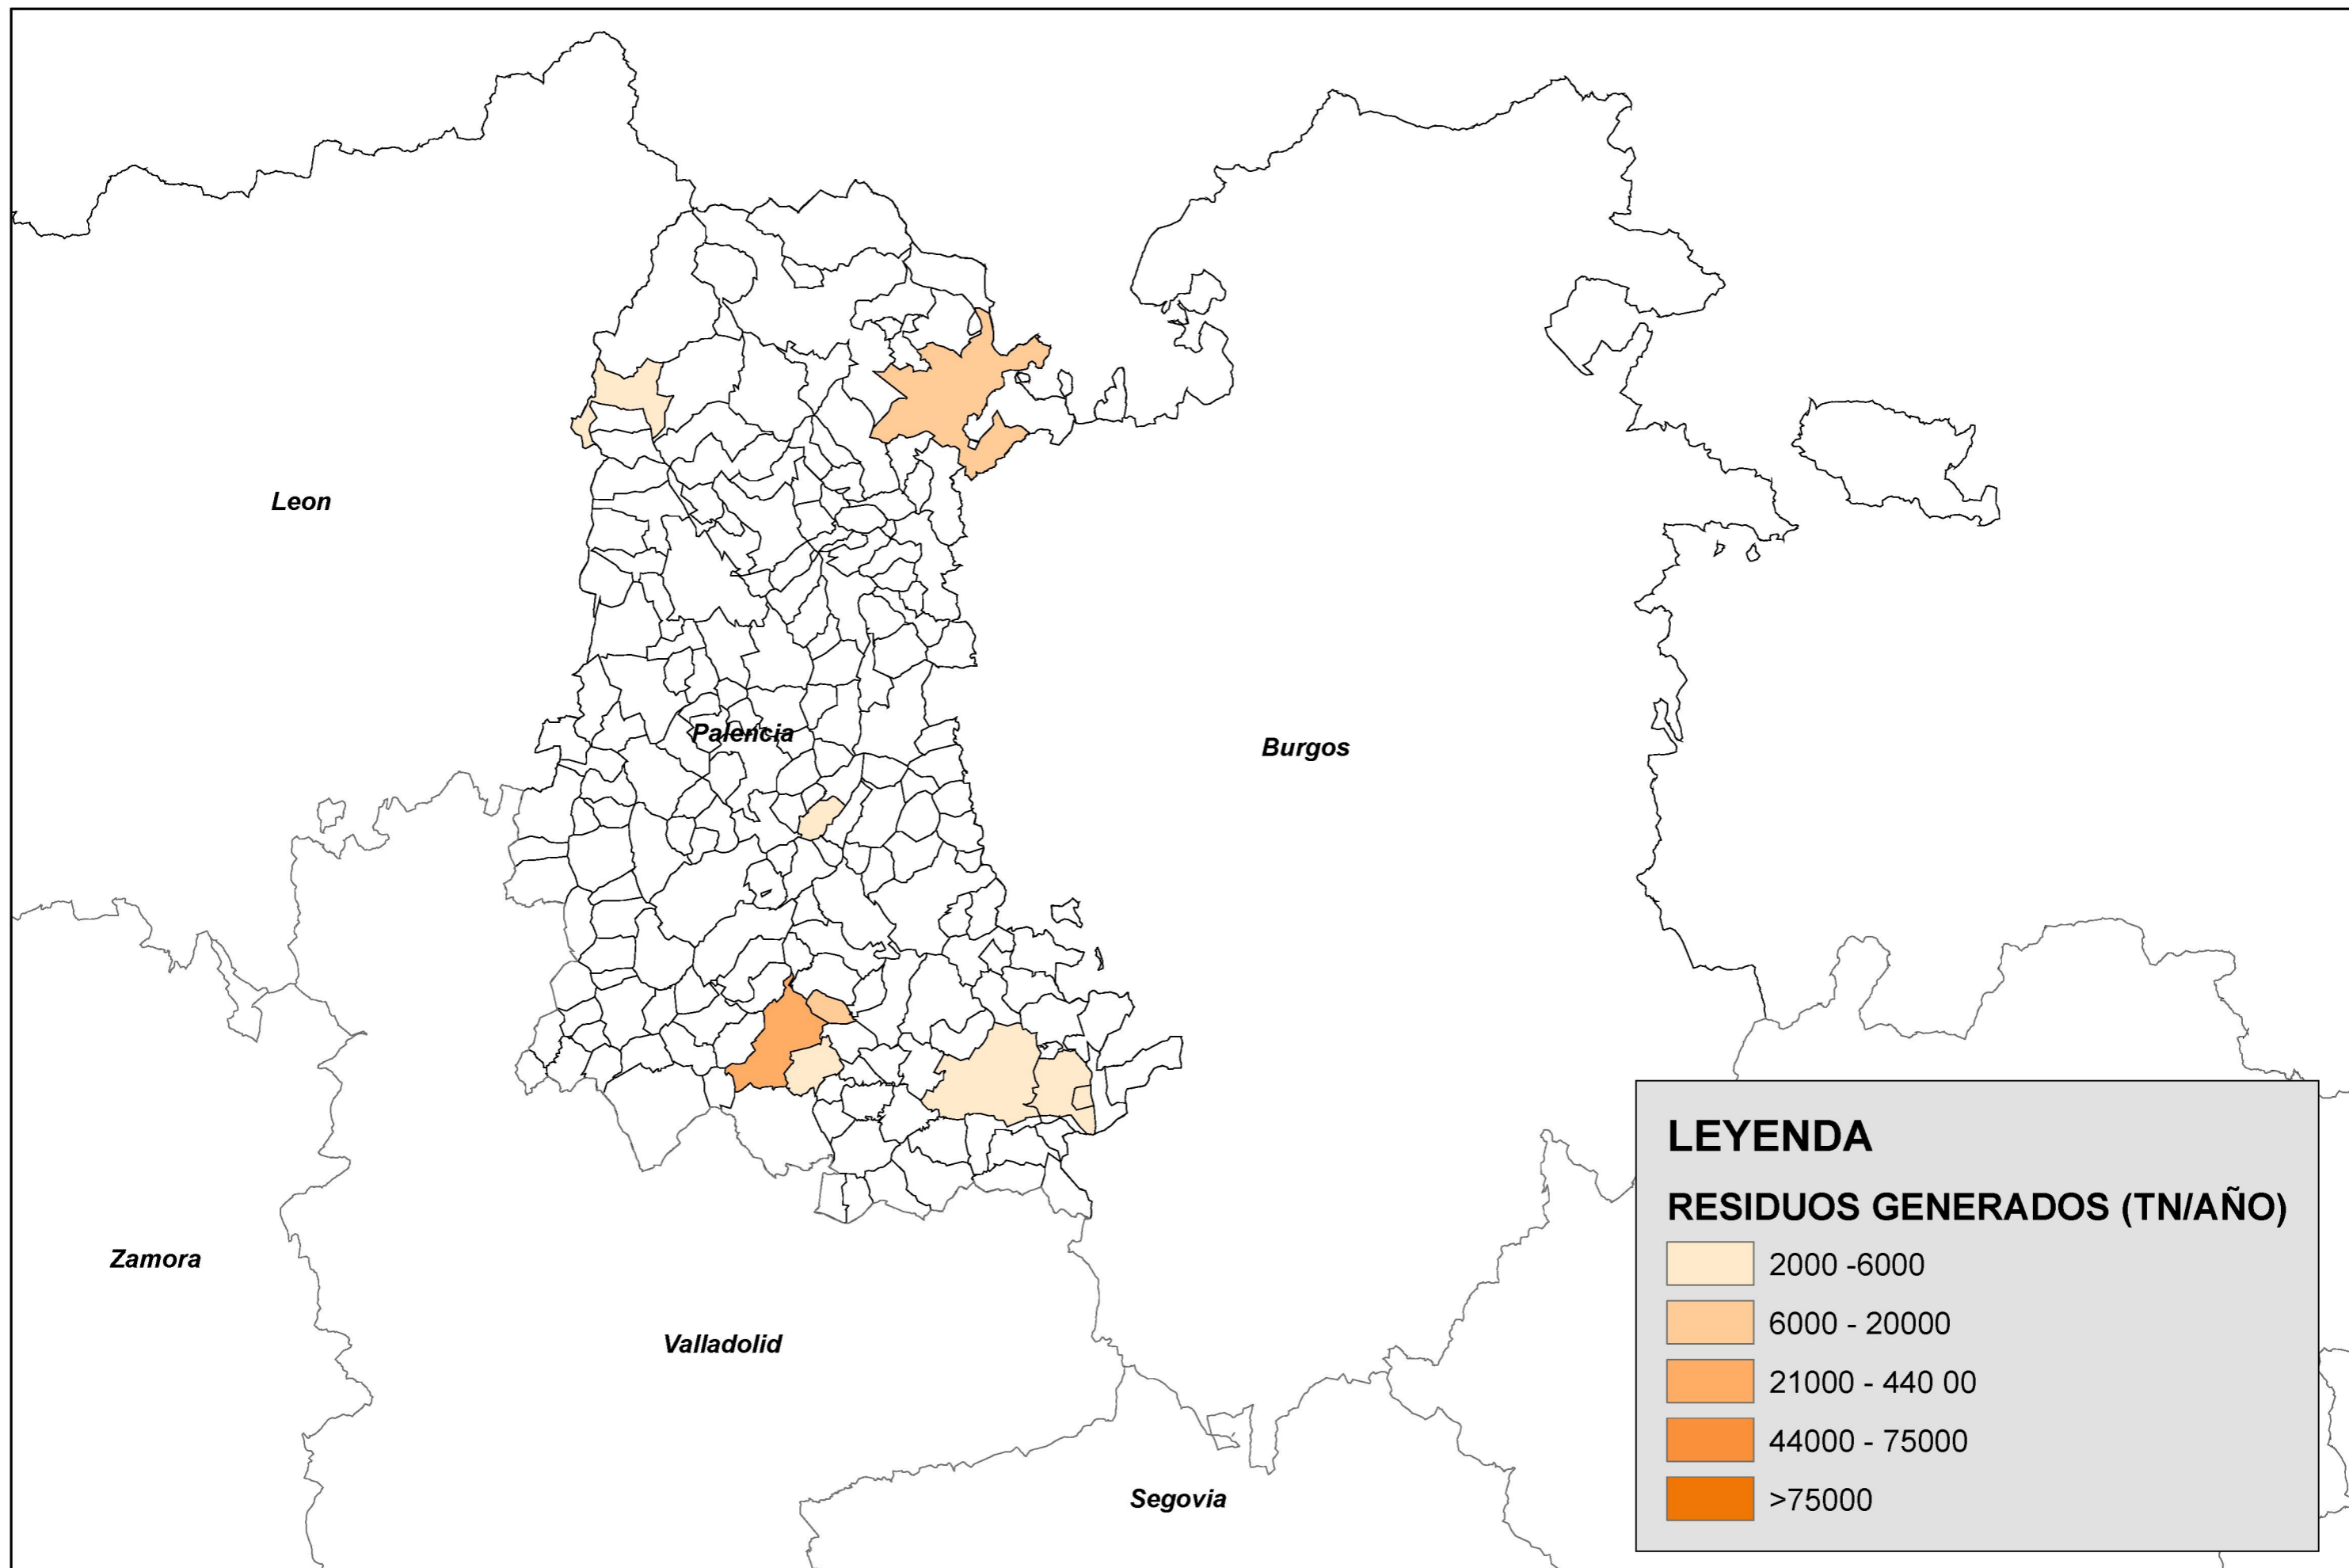 Leon
Palencia
Burgos
Zamora
Valladolid
Segovia
LEYENDA
RESIDUOS GENERADOS (TN/AÑO)
2000 -6000
6000 - 20000
21000 - 440 00
44000 - 75000
>75000